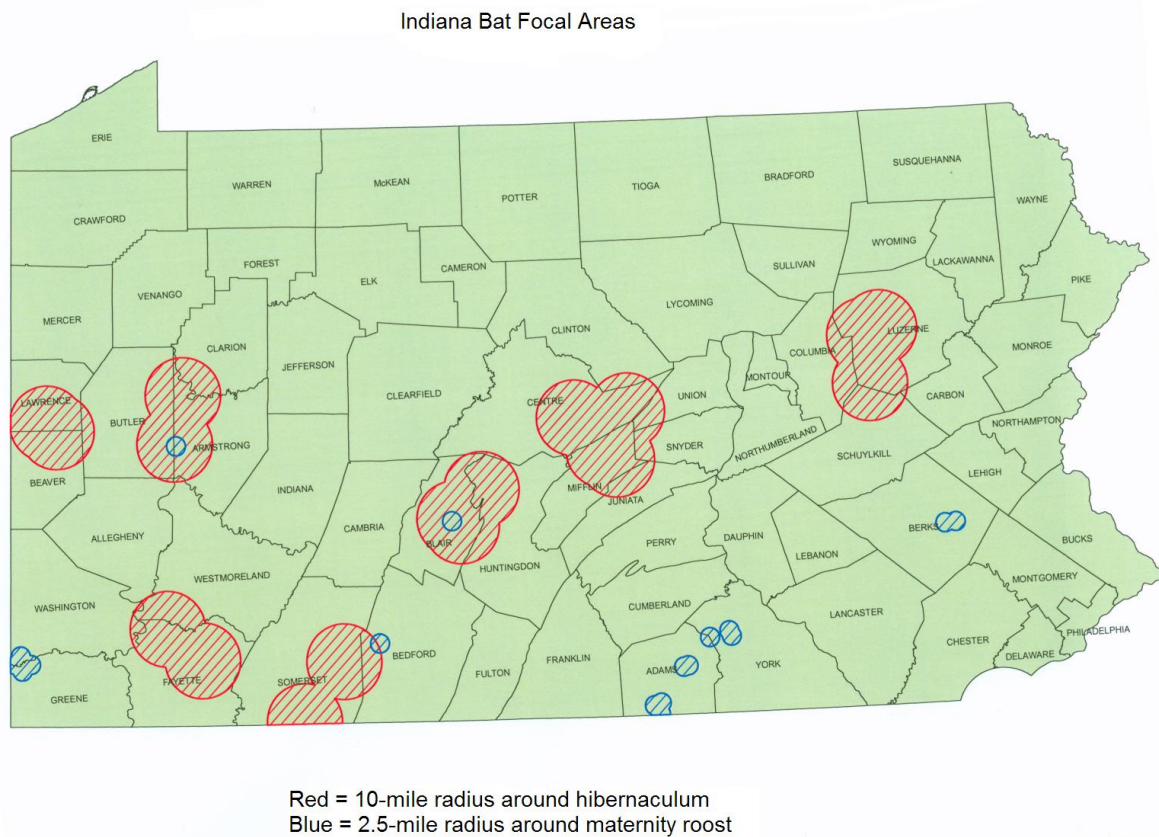 Indiana Bat Focal Areas
ERIE
CRAWFORD
WARREN
McKEAN
POTTER
TIOGA
BRADFORD
SUSQUEHANNA
WAYNE
WYOMING
LACKAWANNA
PIKE
MERCER
VENANGO
FOREST
ELK
CAMERON
SULLIVAN
LYCOMING
CLINTON
CLARION
JEFFERSON
CLEARFIELD
CENTRE
UNION
MONTOUR
COLUMBIA
LUZERNE
MONROE
CARBON
NORTHAMPTON
LAWRENCE
BUTLER
ARMSTRONG
BEAVER
INDIANA
SNYDER
NORTHUMBERLAND
SCHUYLKILL
LEHIGH
MIFFLIN
JUNIATA
ALLEGHENY
CAMBRIA
BLAIR
HUNTINGDON
PERRY
DAUPHIN
LEBANON
BERKS
BUCKS
MONTGOMERY
WASHINGTON
WESTMORELAND
CUMBERLAND
LANCASTER
CHESTER
DELAWARE
PHILADELPHIA
GREENE
FAYETTE
SOMERSET
BEDFORD
FULTON
FRANKLIN
ADAMS
YORK
Red = 10-mile radius around hibernaculum
Blue = 2.5-mile radius around maternity roost